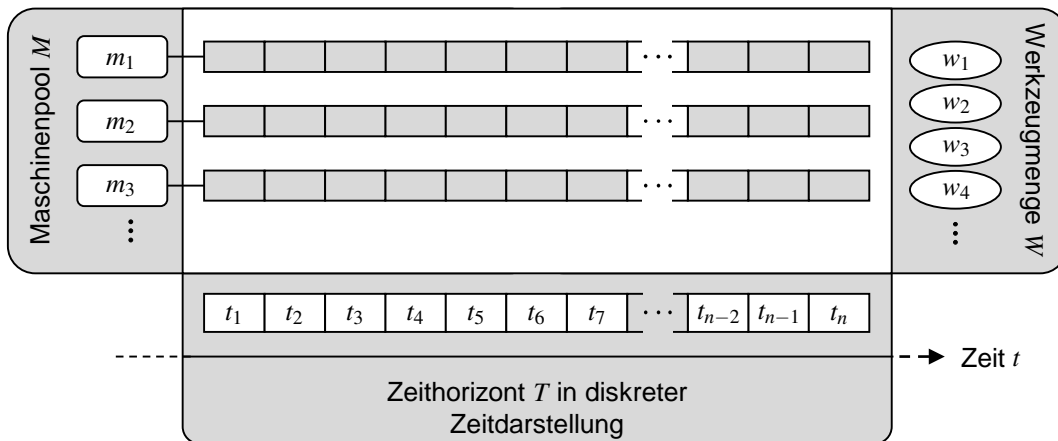 Maschinenpool M
m₁
m₂
m₃
⋮
···
···
···
w₁
w₂
w₃
w₄
⋮
Werkzeugmenge W
t₁ t₂ t₃ t₄ t₅ t₆ t₇ ··· tₙ₋₂ tₙ₋₁ tₙ
Zeit t
Zeithorizont T in diskreter
Zeitdarstellung